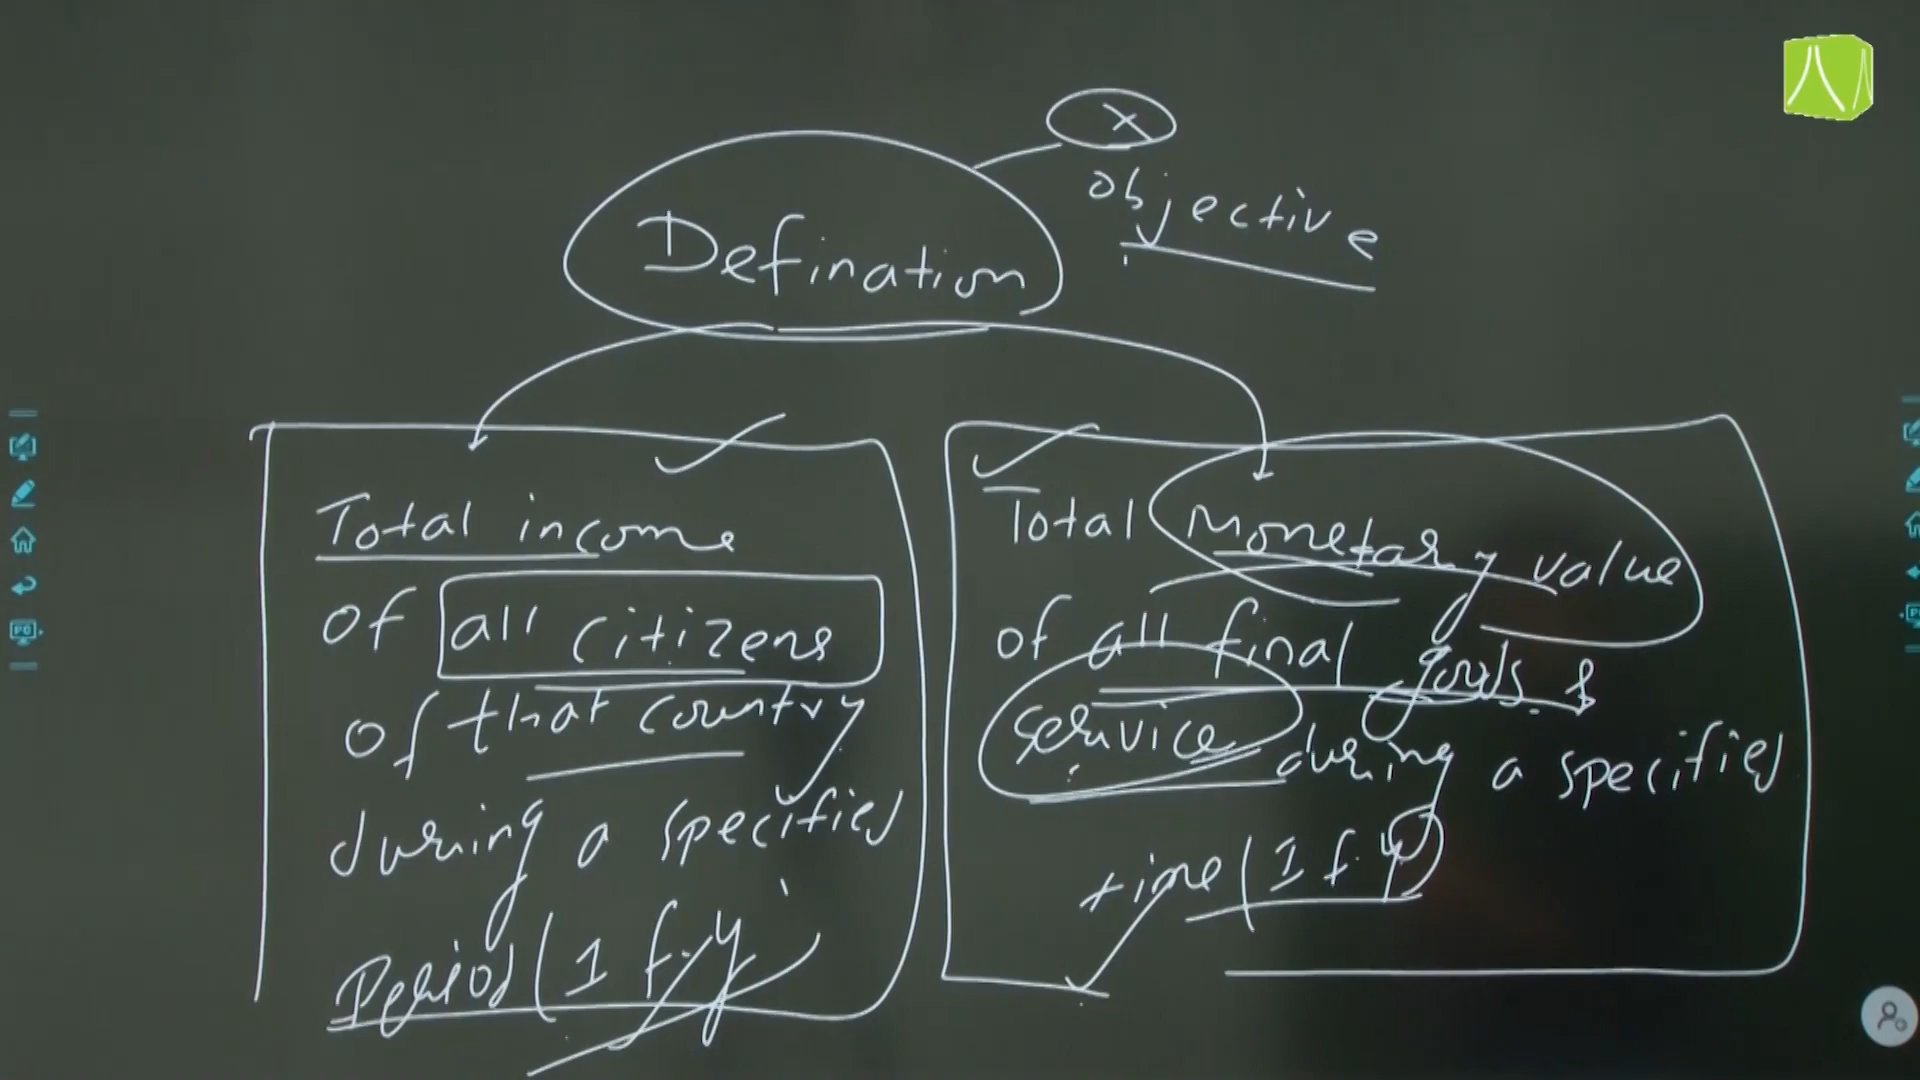 x
objective
Defination
Total income
of all citizens
of that country
during a specified
Period (1 f.y
Total Monetary value
of all final goods &
service during a specified
time (1 f.y)